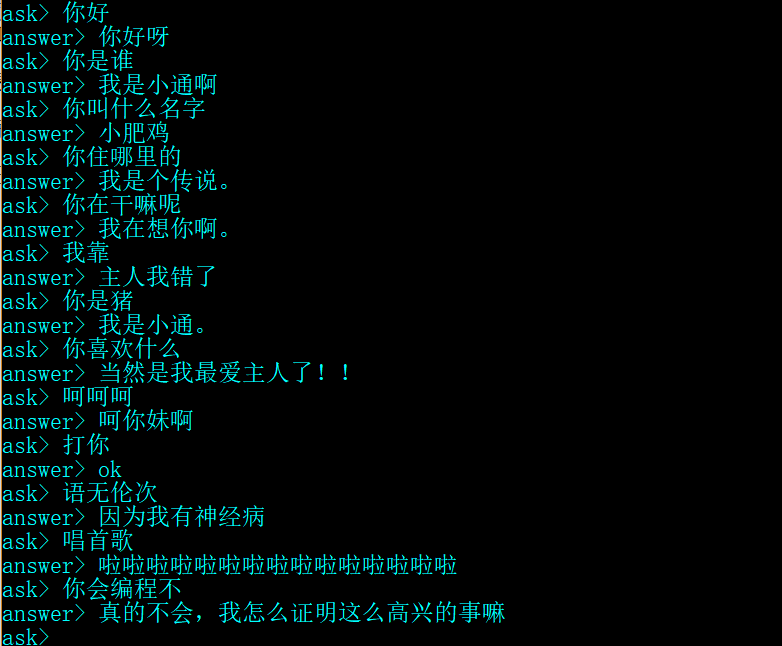 ask> 你好
answer> 你好呀
ask> 你是谁
answer> 我是小通啊
ask> 你叫什么名字
answer> 小肥鸡
ask> 你住哪里的
answer> 我是个传说。
ask> 你在干嘛呢
answer> 我在想你啊。
ask> 我靠
answer> 主人我错了
ask> 你是猪
answer> 我是小通。
ask> 你喜欢什么
answer> 当然是我最爱主人了！！
ask> 呵呵呵
answer> 呵你妹啊
ask> 打你
answer> ok
ask> 语无伦次
answer> 因为我有神经病
ask> 唱首歌
answer> 啦啦啦啦啦啦啦啦啦啦啦啦啦啦啦
ask> 你会编程不
answer> 真的不会，我怎么证明这么高兴的事嘛
ask>